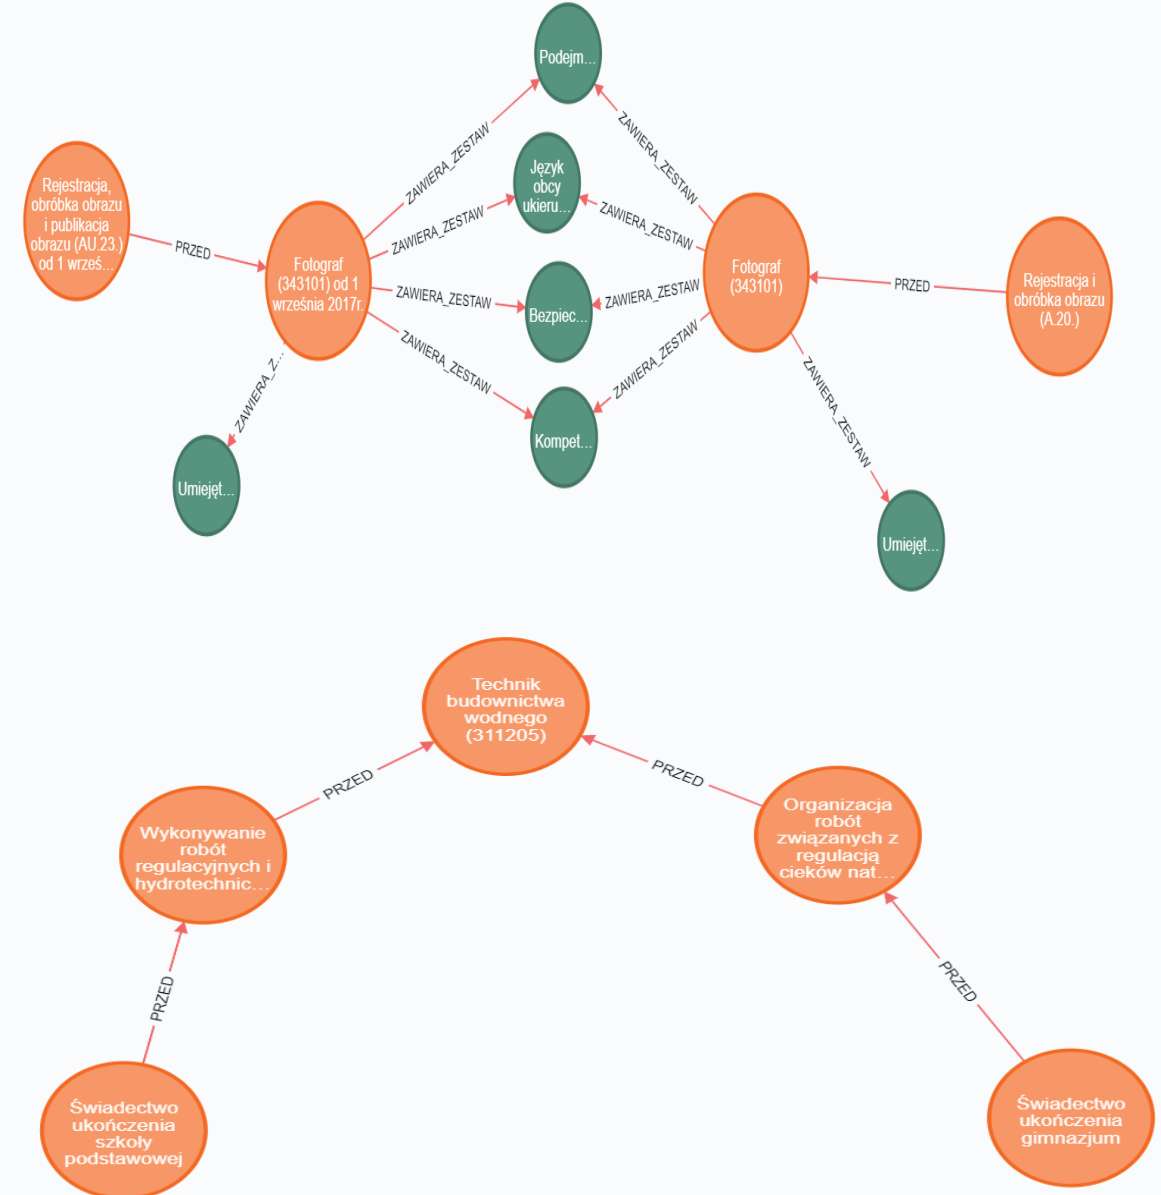 Podejm...
ZAWIERA_ZESTAW
ZAWIERA_ZESTAW
Język
obcy
ukieru...
Rejestracja,
obróbka obrazu
i publikacja
obrazu (AU.23.)
od 1 wrześ...
PRZED
ZAWIERA_ZESTAW
ZAWIERA_ZESTAW
Fotograf
(343101) od 1
września 2017r.
Fotograf
(343101)
PRZED
Rejestracja i
obróbka obrazu
(A.20.)
ZAWIERA_ZESTAW
ZAWIERA_ZESTAW
Bezpiec...
ZAWIERA_ZESTAW
ZAWIERA_ZESTAW
ZAWIERA_Z...
ZAWIERA_ZESTAW
Kompet...
Umiejęt...
Umiejęt...
Technik
budownictwa
wodnego
(311205)
PRZED
PRZED
Wykonywanie
robót
regulacyjnych i
hydrotechnic...
Organizacja
robót
związanych z
regulacją
cieków nat...
PRZED
PRZED
Świadectwo
ukończenia
szkoły
podstawowej
Świadectwo
ukończenia
gimnazjum